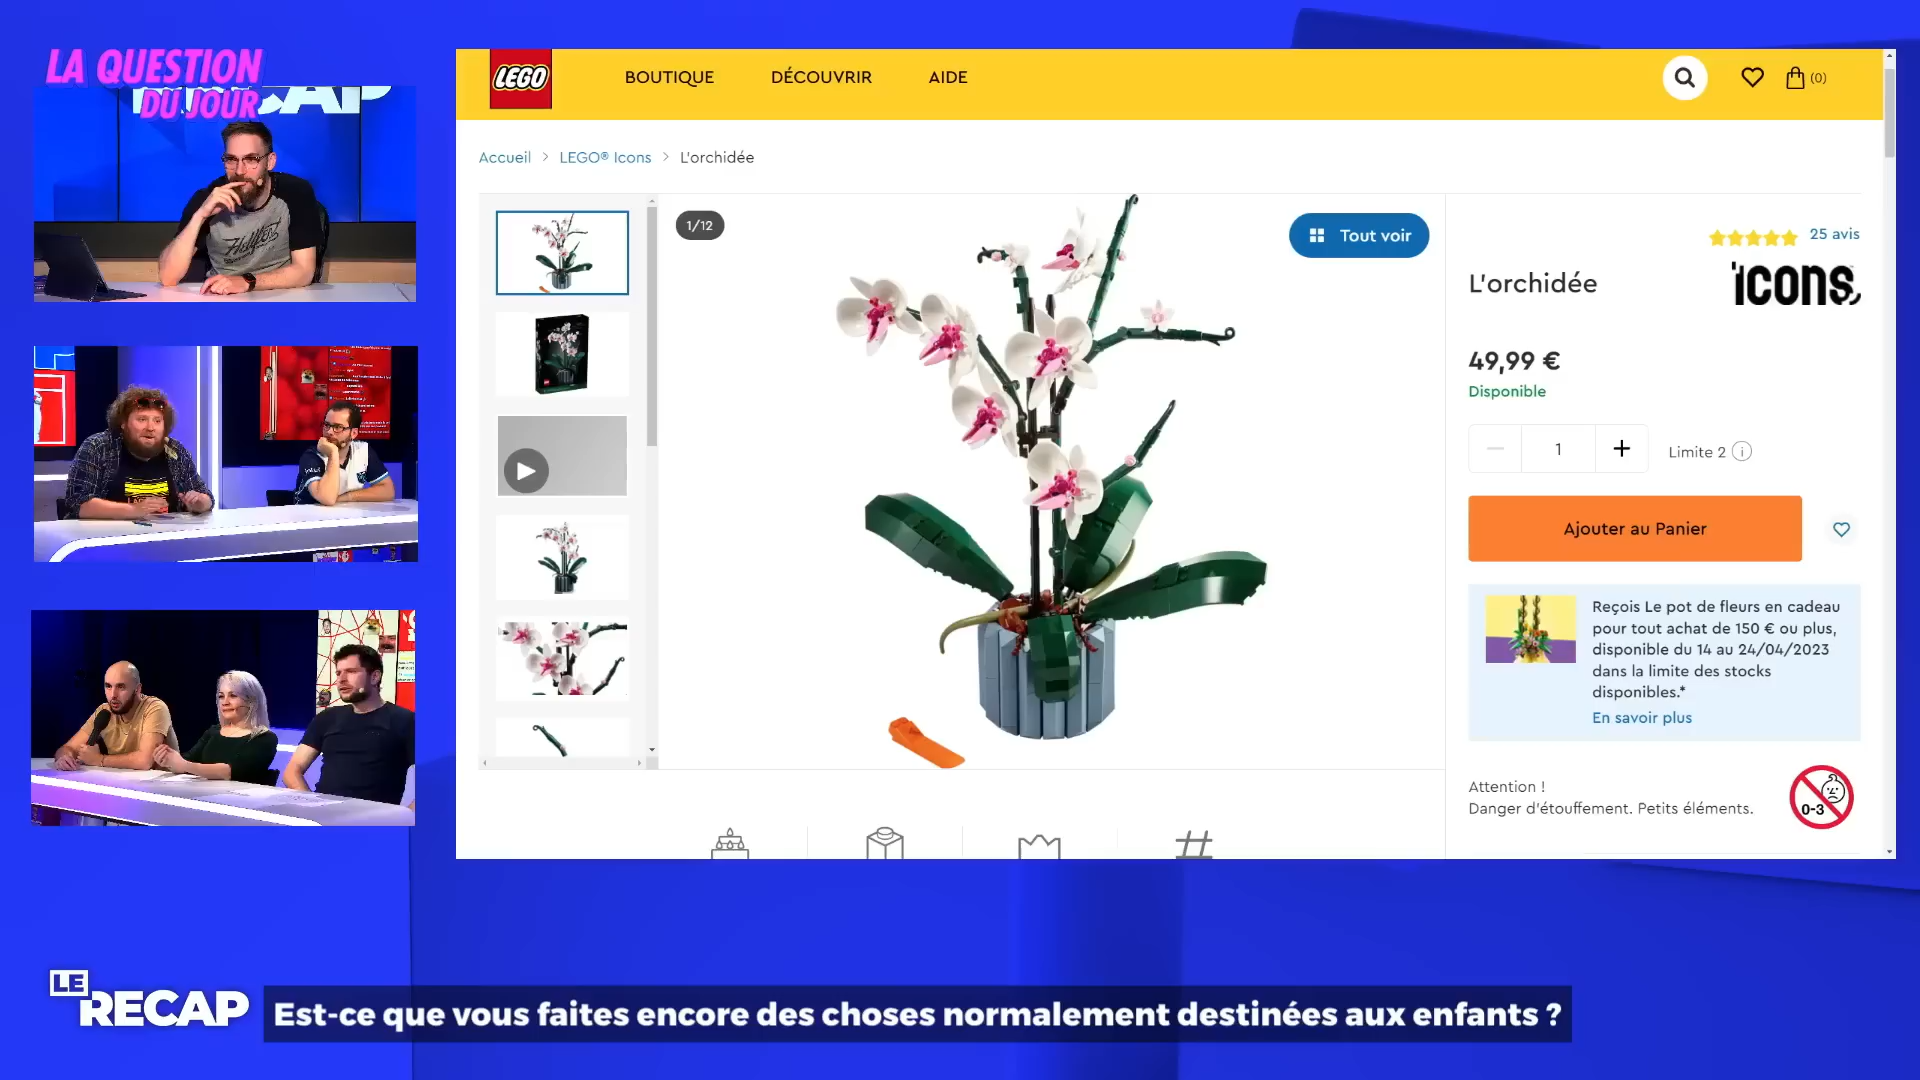 LA QUESTION
DU JOUR
LEGO
BOUTIQUE
DÉCOUVRIR
AIDE
(0)
Accueil > LEGO® Icons > L'orchidée
1/12
Tout voir
25 avis
L'orchidée
icons
49,99 €
Disponible
1
Limite 2
Ajouter au Panier
Reçois Le pot de fleurs en cadeau
pour tout achat de 150 € ou plus,
disponible du 14 au 24/04/2023
dans la limite des stocks
disponibles.*
En savoir plus
Attention !
Danger d'étouffement. Petits éléments.
0-3
LE
RECAP
Est-ce que vous faites encore des choses normalement destinées aux enfants ?